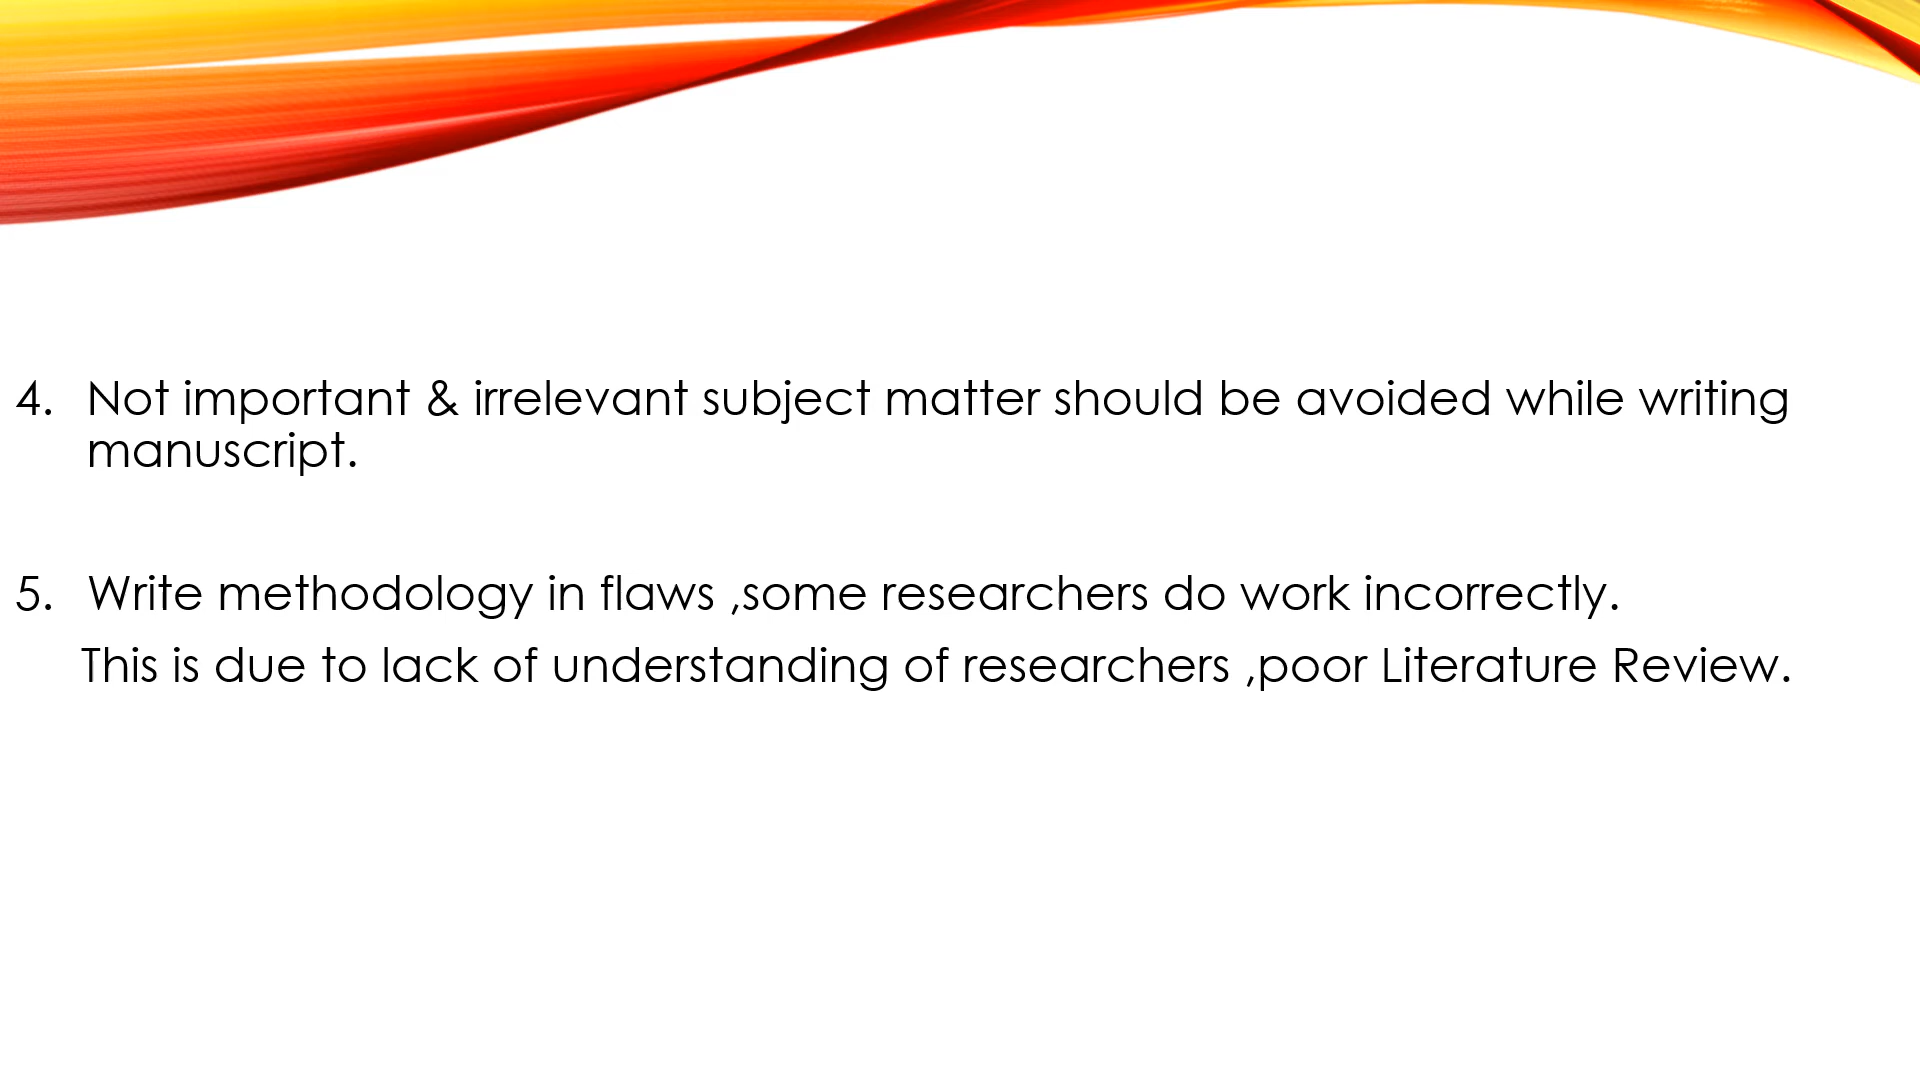 4. Not important & irrelevant subject matter should be avoided while writing
manuscript.
5. Write methodology in flaws ,some researchers do work incorrectly.
This is due to lack of understanding of researchers ,poor Literature Review.